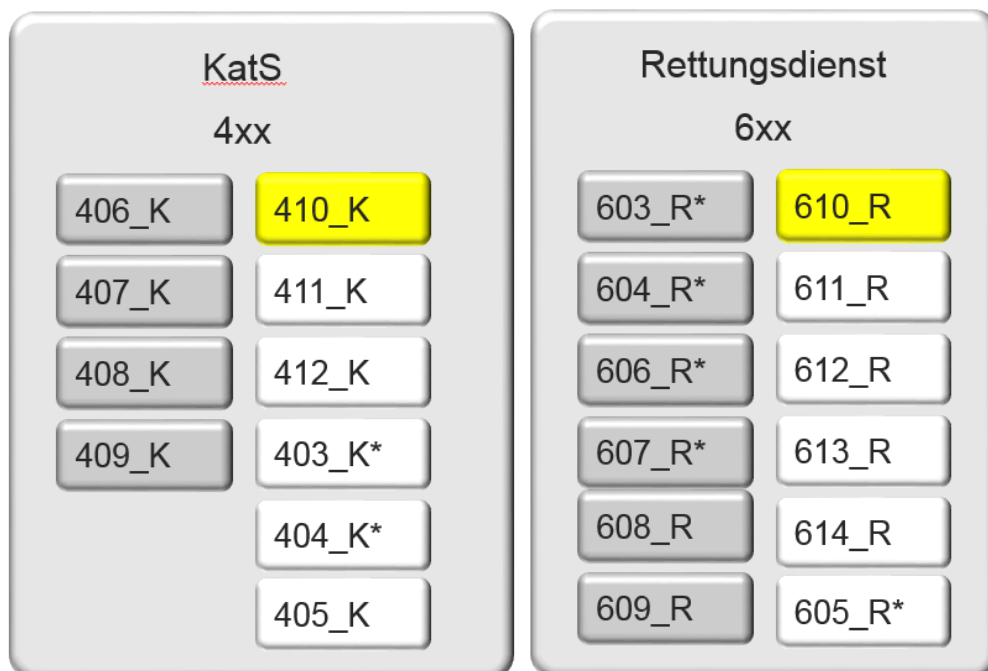 KatS
4xx
406_K
410_K
407_K
411_K
408_K
412_K
409_K
403_K*
404_K*
405_K
Rettungsdienst
6xx
603_R*
610_R
604_R*
611_R
606_R*
612_R
607_R*
613_R
608_R
614_R
609_R
605_R*